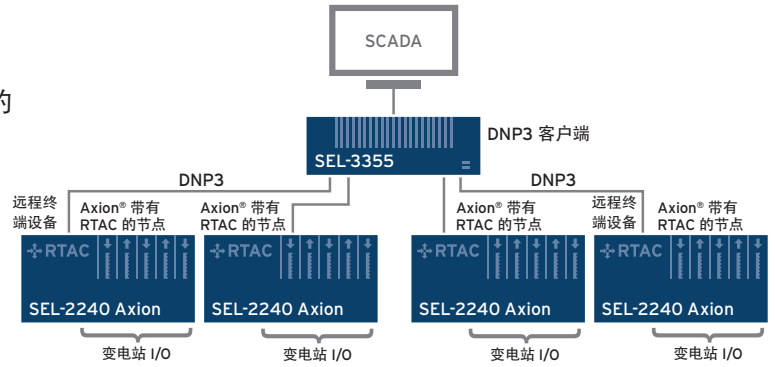 SCADA
的
DNP3 客户端
SEL-3355
DNP3
DNP3
远程终
端设备
Axion® 带有
RTAC 的节点
Axion® 带有
RTAC 的节点
Axion® 带有
RTAC 的节点
远程终
端设备
Axion® 带有
RTAC 的节点
RTAC
RTAC
RTAC
RTAC
SEL-2240 Axion
SEL-2240 Axion
SEL-2240 Axion
SEL-2240 Axion
变电站 I/O
变电站 I/O
变电站 I/O
变电站 I/O